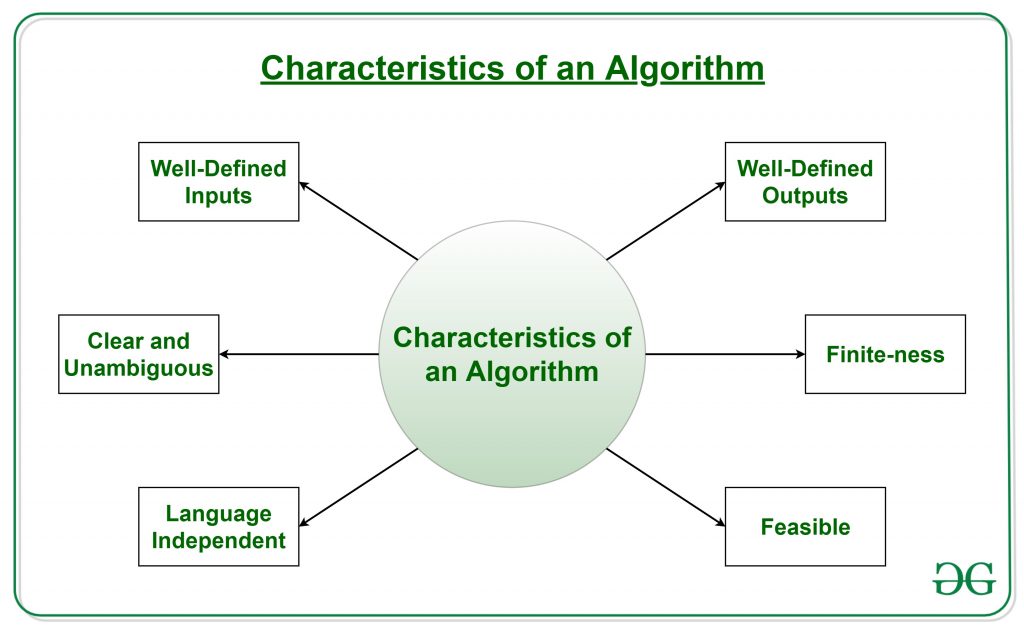 Characteristics of an Algorithm
Well-Defined
Inputs
Well-Defined
Outputs
Clear and
Unambiguous
Characteristics of
an Algorithm
Finite-ness
Language
Independent
Feasible